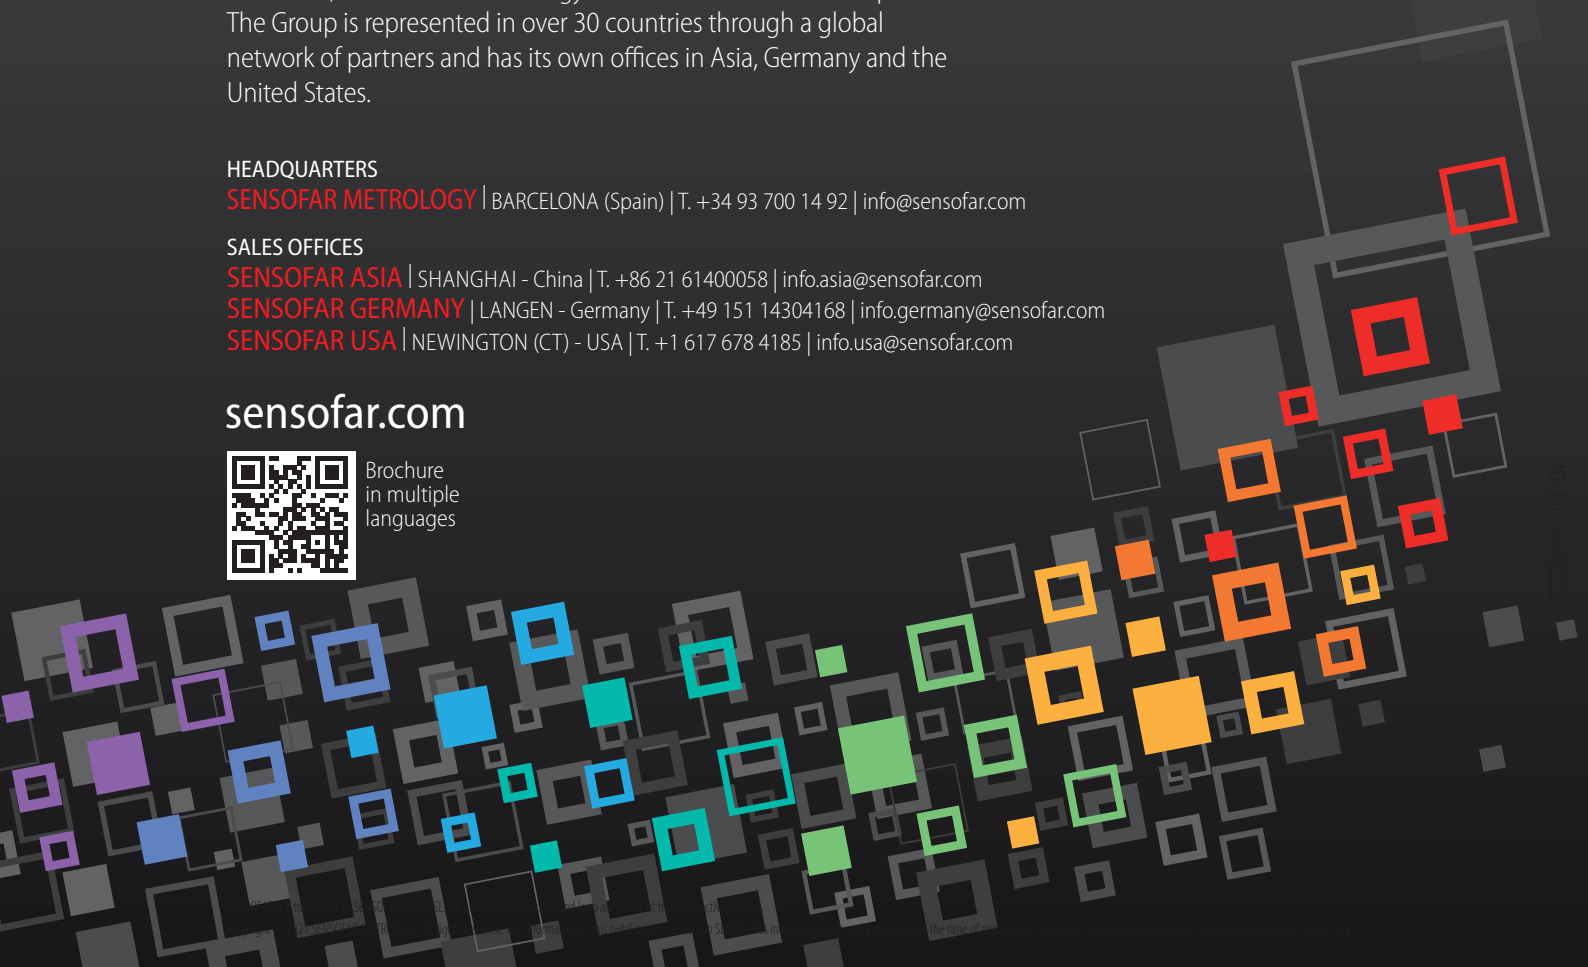 The Group is represented in over 30 countries through a global
network of partners and has its own offices in Asia, Germany and the
United States.
HEADQUARTERS
SENSOFAR METROLOGY | BARCELONA (Spain) | T. +34 93 700 14 92 | info@sensofar.com
SALES OFFICES
SENSOFAR ASIA | SHANGHAI - China | T. +86 21 61400058 | info.asia@sensofar.com
SENSOFAR GERMANY | LANGEN - Germany | T. +49 151 14304168 | info.germany@sensofar.com
SENSOFAR USA | NEWINGTON (CT) - USA | T. +1 617 678 4185 | info.usa@sensofar.com
sensofar.com
Brochure
in multiple
languages